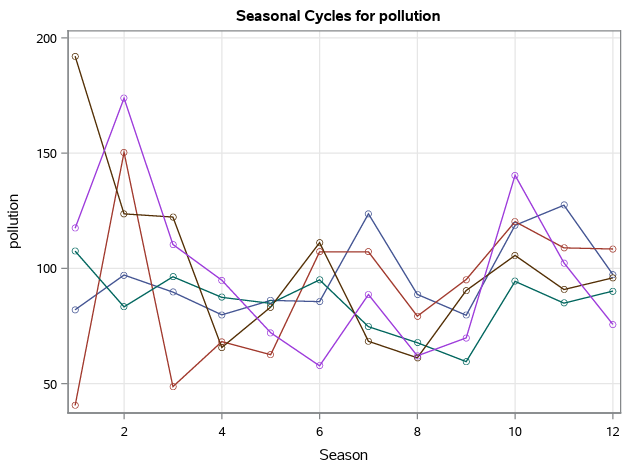 Seasonal Cycles for pollution
200
150
100
50
pollution
2 4 6 8 10 12
Season